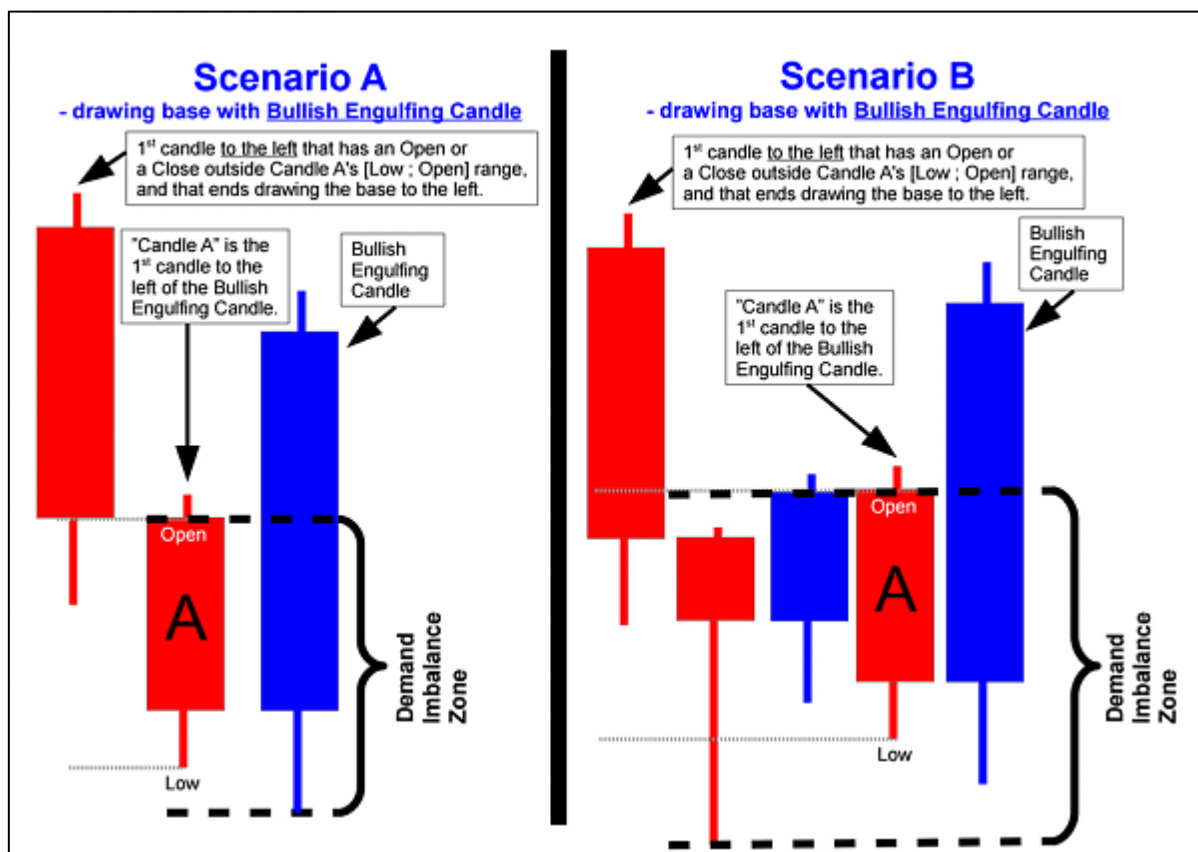 Scenario A
- drawing base with Bullish Engulfing Candle
1st candle to the left that has an Open or
a Close outside Candle A's [Low ; Open] range,
and that ends drawing the base to the left.
"Candle A" is the
1st candle to the
left of the Bullish
Engulfing Candle.
Bullish
Engulfing
Candle
Open
A
Low
Demand
Imbalance
Zone
Scenario B
- drawing base with Bullish Engulfing Candle
1st candle to the left that has an Open or
a Close outside Candle A's [Low ; Open] range,
and that ends drawing the base to the left.
Bullish
Engulfing
Candle
"Candle A" is the
1st candle to the
left of the Bullish
Engulfing Candle.
Open
A
Low
Demand
Imbalance
Zone